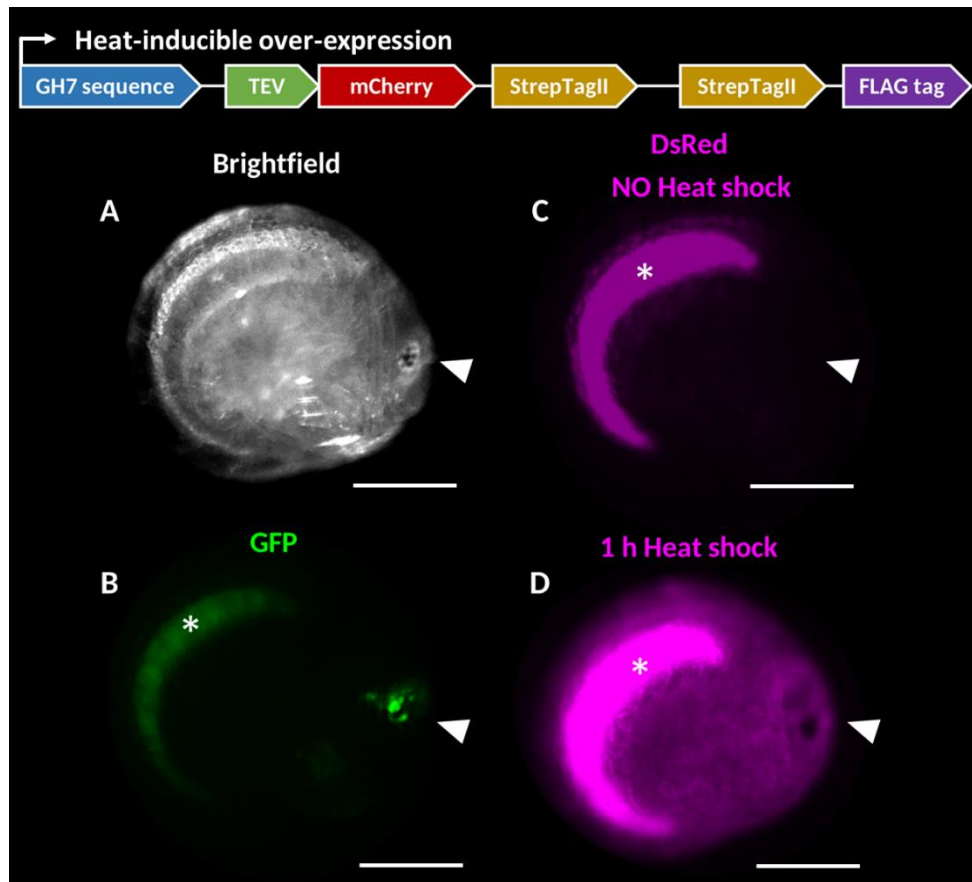 Heat-inducible over-expression
GH7 sequence TEV mCherry StrepTagII StrepTagII FLAG tag
Brightfield
DsRed
NO Heat shock
A
C
*
GFP
1 h Heat shock
B
D
*
*